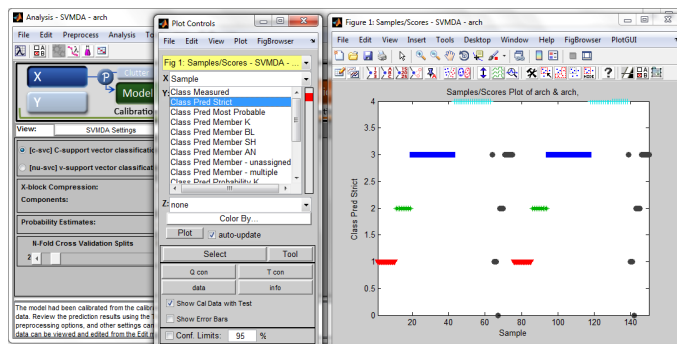 Analysis - SVMDA - arch
File Edit Preprocess Analysis To
X
Y
P
Clutter
Model
Calibratio
View: SVMDA Settings
[c-svc] C-support vector classificati
[nu-svc] v-support vector classificat
X-block Compression:
Components:
Probability Estimates:
N-Fold Cross Validation Splits
2
The model had been calibrated from the calibr
data. Review the prediction results using the T
preprocessing options, and other settings can
data can be viewed and edited from the Edit m
Plot Controls
File Edit View Plot FigBrowser
Fig 1: Samples/Scores - SVMDA - ...
X Sample
Y: Class Measured
Class Pred Strict
Class Pred Most Probable
Class Pred Member K
Class Pred Member BL
Class Pred Member SH
Class Pred Member AN
Class Pred Member - unassigned
Class Pred Member - multiple
Class Pred Probability K
Z: none
Color By...
Plot auto-update
Select Tool
Q con T con
data info
Show Cal Data with Test
Show Error Bars
Conf. Limits: 95 %
Figure 1: Samples/Scores - SVMDA - arch
File Edit View Insert Tools Desktop Window Help FigBrowser PlotGUI
Samples/Scores Plot of arch & arch,
Class Pred Strict
4
3.5
3
2.5
2
1.5
1
0.5
0
20 40 60 80 100 120 140
Sample